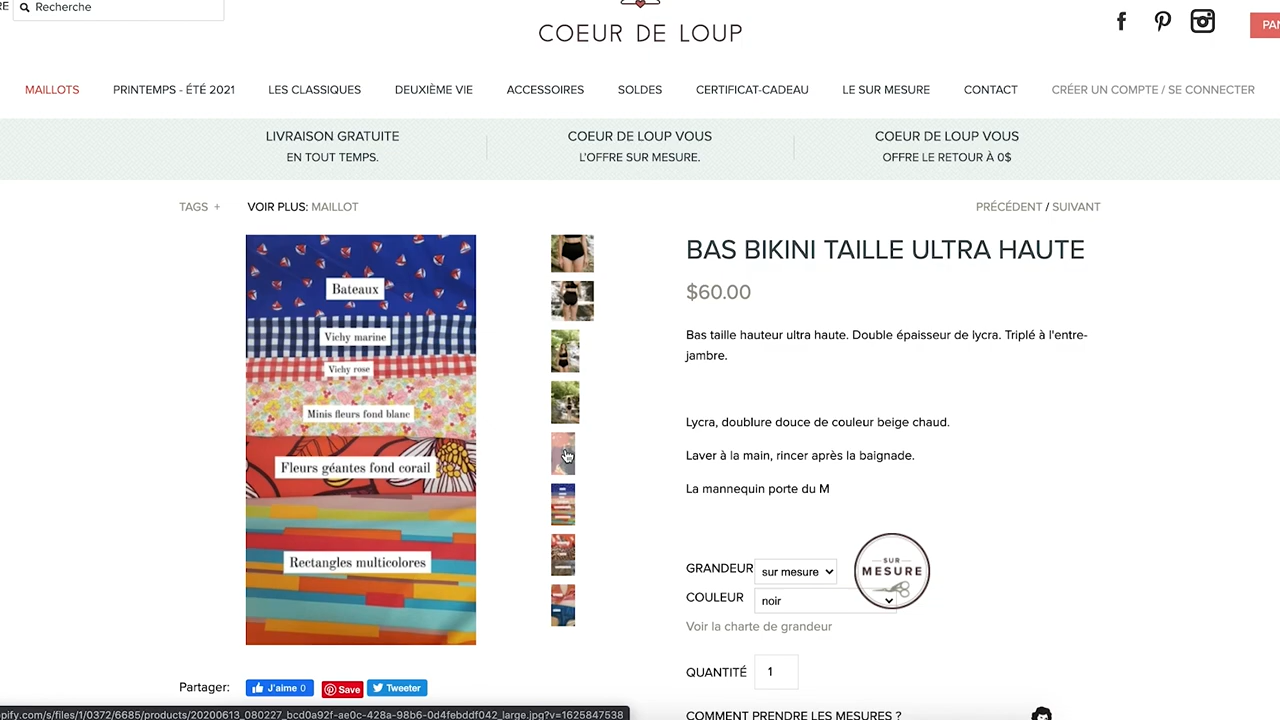 RE
Recherche
COEUR DE LOUP
PAN
MAILLOTS
PRINTEMPS - ÉTÉ 2021
LES CLASSIQUES
DEUXIÈME VIE
ACCESSOIRES
SOLDES
CERTIFICAT-CADEAU
LE SUR MESURE
CONTACT
CRÉER UN COMPTE / SE CONNECTER
LIVRAISON GRATUITE
EN TOUT TEMPS.
COEUR DE LOUP VOUS
L'OFFRE SUR MESURE.
COEUR DE LOUP VOUS
OFFRE LE RETOUR À 0$
TAGS +
VOIR PLUS: MAILLOT
PRÉCÉDENT / SUIVANT
Bateaux
Vichy marine
Vichy rose
Minis fleurs fond blanc
Fleurs géantes fond corail
Rectangles multicolores
BAS BIKINI TAILLE ULTRA HAUTE
$60.00
Bas taille hauteur ultra haute. Double épaisseur de lycra. Triplé à l'entre-
jambre.
Lycra, doublure douce de couleur beige chaud.
Laver à la main, rincer après la baignade.
La mannequin porte du M
GRANDEUR sur mesure
SUR
MESURE
COULEUR noir
Voir la charte de grandeur
QUANTITÉ 1
Partager:
J'aime 0
Save
Tweeter
COMMENT PRENDRE LES MESURES ?
opify.com/s/files/1/0372/6685/products/20200613_080227_bcd0a92f-ae0c-428a-98b6-0d4febddf042_large.jpg?v=1625847538